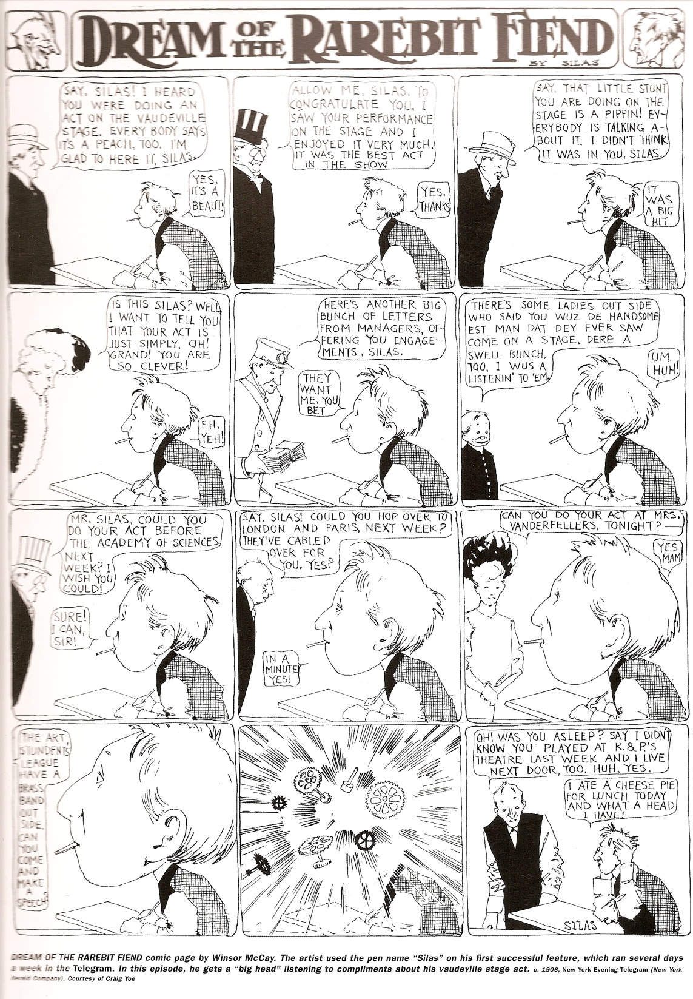 DREAM OF THE RAREBIT FIEND
BY SILAS
SAY, SILAS! I HEARD
YOU WERE DOING AN
ACT ON THE VAUDEVILLE
STAGE. EVERY BODY SAYS
IT'S A PEACH, TOO. I'M
GLAD TO HERE IT, SILAS.
YES,
IT'S A
BEAUT!
ALLOW ME, SILAS, TO
CONGRATULATE YOU, I
SAW YOUR PERFORMANCE
ON THE STAGE AND I
ENJOYED IT VERY MUCH.
IT WAS THE BEST ACT
IN THE SHOW
YES.
THANKS
SAY, THAT LITTLE STUNT
YOU ARE DOING ON THE
STAGE IS A PIPPIN! EV-
ERYBODY IS TALKING A-
BOUT IT. I DIDN'T THINK
IT WAS IN YOU, SILAS.
IT
WAS
A BIG
HIT
IS THIS SILAS? WELL
I WANT TO TELL YOU
THAT YOUR ACT IS
JUST SIMPLY, OH!
GRAND! YOU ARE
SO CLEVER!
EH,
YEH!
HERE'S ANOTHER BIG
BUNCH OF LETTERS
FROM MANAGERS, OF-
FERING YOU ENGAGE-
MENTS, SILAS.
THEY
WANT
ME, YOU
BET
THERE'S SOME LADIES OUT SIDE
WHO SAID YOU WUZ DE HANDSOME
EST MAN DAT DEY EVER SAW
COME ON A STAGE. DERE A
SWELL BUNCH,
TOO, I WUS A
LISTENIN' TO 'EM.
UM,
HUH!
MR. SILAS, COULD YOU
DO YOUR ACT BEFORE
THE ACADEMY OF SCIENCES
NEXT
WEEK? I
WISH YOU
COULD!
SURE!
I CAN,
SIR!
SAY, SILAS! COULD YOU HOP OVER TO
LONDON AND PARIS, NEXT WEEK?
THEY'VE CABLED
OVER FOR
YOU. YES?
IN A
MINUTE
YES!
CAN YOU DO YOUR ACT AT MRS.
VANDERFELLERS, TONIGHT?
YES
MAM
THE ART
STUNDENTS
LEAGUE
HAVE A
BRASS
BAND
OUT
SIDE.
CAN
YOU
COME
AND
MAKE
A
SPEECH?
OH! WAS YOU ASLEEP? SAY I DIDN'T
KNOW YOU PLAYED AT K.&P.'S
THEATRE LAST WEEK AND I LIVE
NEXT DOOR, TOO. HUH, YES.
I ATE A CHEESE PIE
FOR LUNCH TODAY
AND WHAT A HEAD
I HAVE!
SILAS
DREAM OF THE RAREBIT FIEND comic page by Winsor McCay. The artist used the pen name “Silas” on his first successful feature, which ran several days
a week in the Telegram. In this episode, he gets a “big head” listening to compliments about his vaudeville stage act. c. 1906, New York Evening Telegram (New York
Herald Company). Courtesy of Craig Yoe